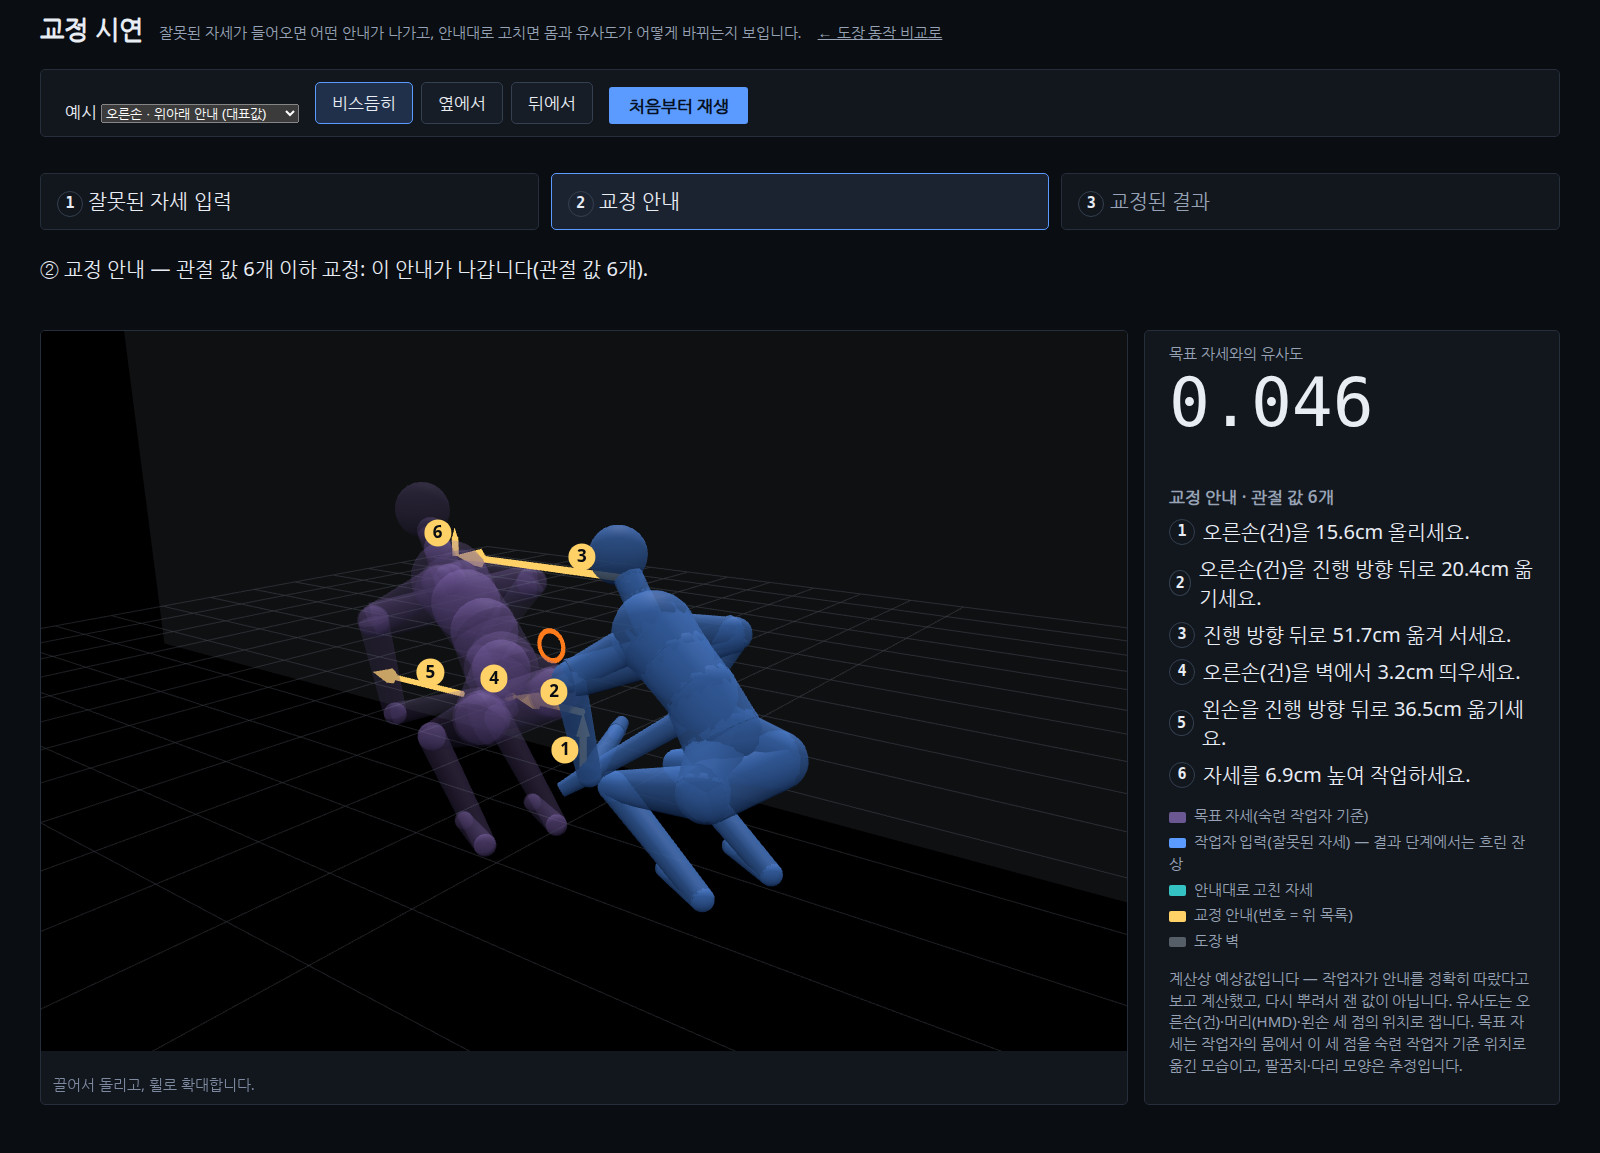 교정 시연 잘못된 자세가 들어오면 어떤 안내가 나가고, 안내대로 고치면 몸과 유사도가 어떻게 바뀌는지 보입니다. ← 도장 동작 비교로
예시 오른손 · 위아래 안내 (대표값) 비스듬히 옆에서 뒤에서 처음부터 재생
1 잘못된 자세 입력
2 교정 안내
3 교정된 결과
② 교정 안내 — 관절 값 6개 이하 교정: 이 안내가 나갑니다(관절 값 6개).
6
3
5
4
2
1
끌어서 돌리고, 휠로 확대합니다.
목표 자세와의 유사도
0.046
교정 안내 · 관절 값 6개
1 오른손(건)을 15.6cm 올리세요.
2 오른손(건)을 진행 방향 뒤로 20.4cm 옮
기세요.
3 진행 방향 뒤로 51.7cm 옮겨 서세요.
4 오른손(건)을 벽에서 3.2cm 띄우세요.
5 왼손을 진행 방향 뒤로 36.5cm 옮기세
요.
6 자세를 6.9cm 높여 작업하세요.
목표 자세(숙련 작업자 기준)
작업자 입력(잘못된 자세) — 결과 단계에서는 흐린 잔
상
안내대로 고친 자세
교정 안내(번호 = 위 목록)
도장 벽
계산상 예상값입니다 — 작업자가 안내를 정확히 따랐다고
보고 계산했고, 다시 뿌려서 잰 값이 아닙니다. 유사도는 오
른손(건)·머리(HMD)·왼손 세 점의 위치로 잽니다. 목표 자
세는 작업자의 몸에서 이 세 점을 숙련 작업자 기준 위치로
옮긴 모습이고, 팔꿈치·다리 모양은 추정입니다.